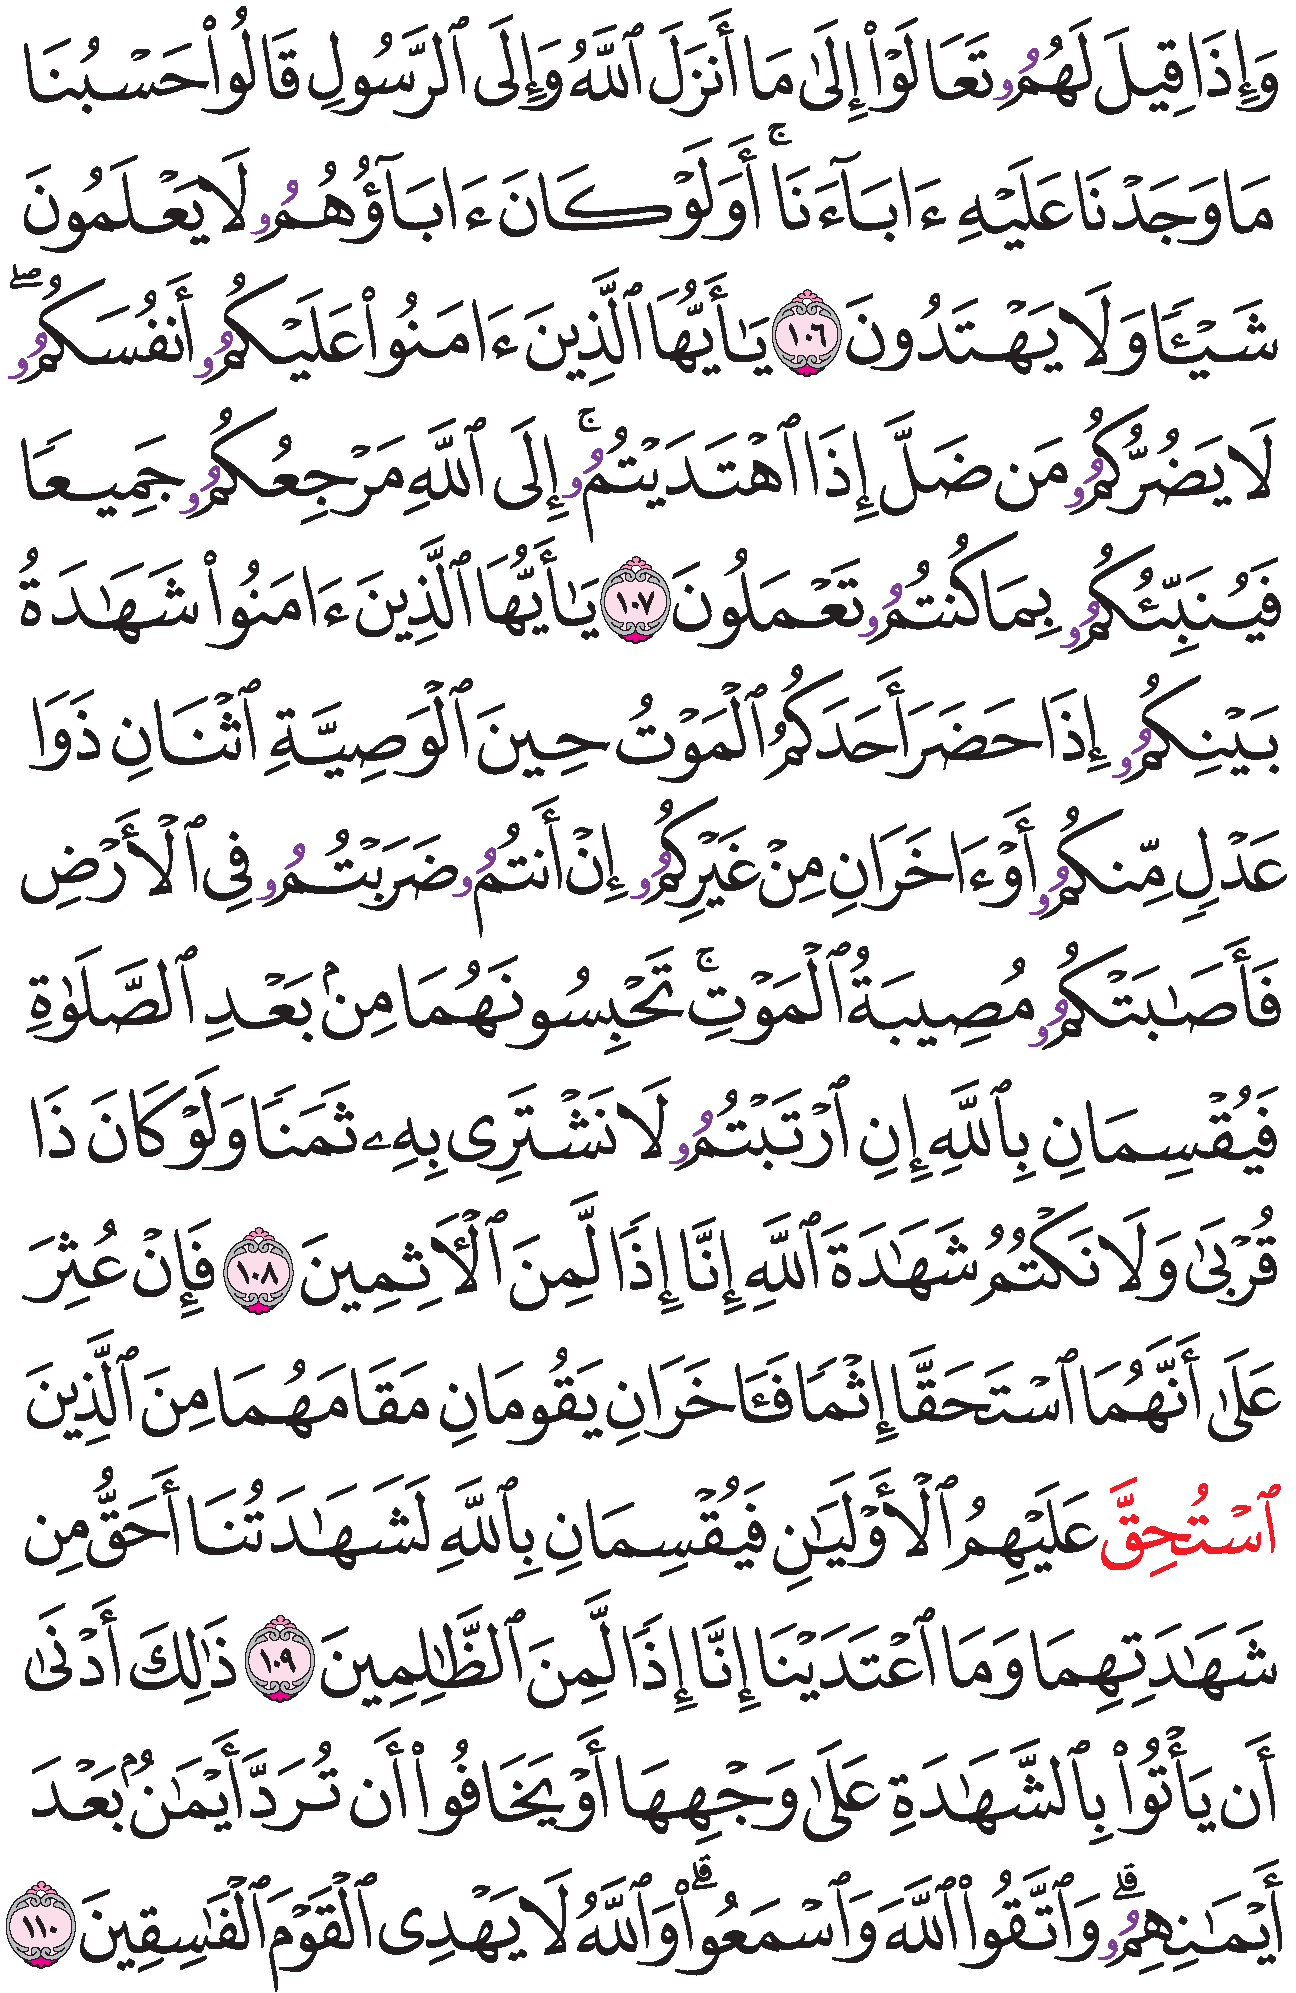 وَإِذَا قِيلَ لَهُمُۥ تَعَالَوْا۟ إِلَىٰ مَا أَنزَلَ ٱللَّهُ وَإِلَى ٱلرَّسُولِ قَالُوا۟ حَسْبُنَا
مَا وَجَدْنَا عَلَيْهِ ءَابَآءَنَا ۚ أَوَلَوْ كَانَ ءَابَآؤُهُمُۥ لَا يَعْلَمُونَ
شَيْـًٔا وَلَا يَهْتَدُونَ ١٠٦ يَـٰأَيُّهَا ٱلَّذِينَ ءَامَنُوا۟ عَلَيْكُمُۥ أَنفُسَكُمُۥ ۖ
لَا يَضُرُّكُمُۥ مَن ضَلَّ إِذَا ٱهْتَدَيْتُمُۥ ۚ إِلَى ٱللَّهِ مَرْجِعُكُمُۥ جَمِيعًا
فَيُنَبِّئُكُمُۥ بِمَا كُنتُمُۥ تَعْمَلُونَ ١٠٧ يَـٰأَيُّهَا ٱلَّذِينَ ءَامَنُوا۟ شَهَـٰدَةُ
بَيْنِكُمُۥ إِذَا حَضَرَ أَحَدَكُمُ ٱلْمَوْتُ حِينَ ٱلْوَصِيَّةِ ٱثْنَانِ ذَوَا
عَدْلٍ مِّنكُمُۥ أَوْ ءَاخَرَانِ مِنْ غَيْرِكُمُۥ إِنْ أَنتُمُۥ ضَرَبْتُمُۥ فِى ٱلْأَرْضِ
فَأَصَـٰبَتْكُمُۥ مُصِيبَةُ ٱلْمَوْتِ ۚ تَحْبِسُونَهُمَا مِنۢ بَعْدِ ٱلصَّلَوٰةِ
فَيُقْسِمَانِ بِٱللَّهِ إِنِ ٱرْتَبْتُمُۥ لَا نَشْتَرِى بِهِۦ ثَمَنًا وَلَوْ كَانَ ذَا
قُرْبَىٰ وَلَا نَكْتُمُ شَهَـٰدَةَ ٱللَّهِ إِنَّا إِذًا لَّمِنَ ٱلْـَٔاثِمِينَ ١٠٨ فَإِنْ عُثِرَ
عَلَىٰ أَنَّهُمَا ٱسْتَحَقَّا إِثْمًا فَـَٔاخَرَانِ يَقُومَانِ مَقَامَهُمَا مِنَ ٱلَّذِينَ
ٱسْتُحِقَّ عَلَيْهِمُ ٱلْأَوْلَيَـٰنِ فَيُقْسِمَانِ بِٱللَّهِ لَشَهَـٰدَتُنَا أَحَقُّ مِن
شَهَـٰدَتِهِمَا وَمَا ٱعْتَدَيْنَا إِنَّا إِذًا لَّمِنَ ٱلظَّـٰلِمِينَ ١٠٩ ذَٰلِكَ أَدْنَىٰ
أَن يَأْتُوا۟ بِٱلشَّهَـٰدَةِ عَلَىٰ وَجْهِهَا أَوْ يَخَافُوا۟ أَن تُرَدَّ أَيْمَـٰنٌۢ بَعْدَ
أَيْمَـٰنِهِمُۥ ۗ وَٱتَّقُوا۟ ٱللَّهَ وَٱسْمَعُوا۟ ۗ وَٱللَّهُ لَا يَهْدِى ٱلْقَوْمَ ٱلْفَـٰسِقِينَ ١١٠